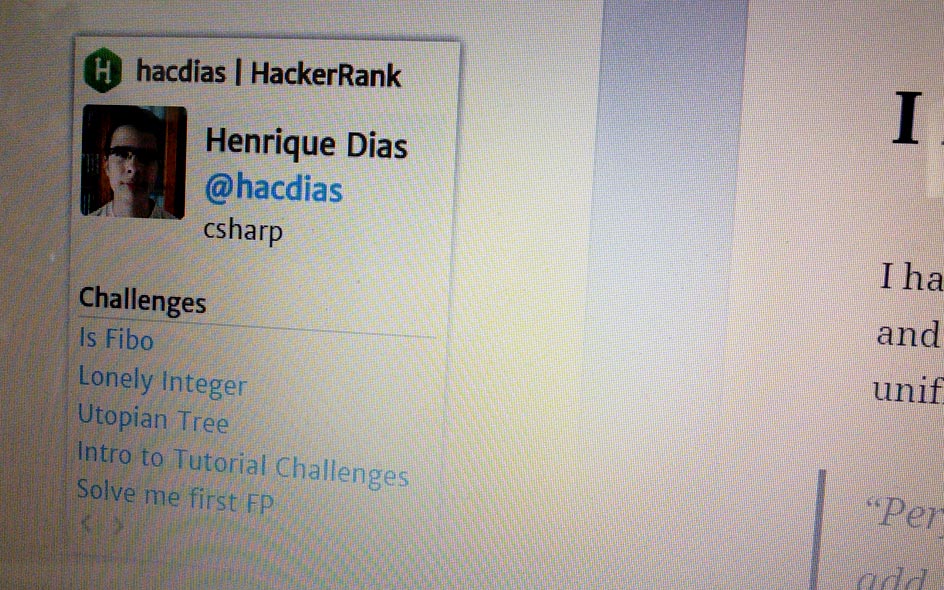 H hacdias | HackerRank
Henrique Dias
@hacdias
csharp
Challenges
Is Fibo
Lonely Integer
Utopian Tree
Intro to Tutorial Challenges
Solve me first FP
< >
I
I ha
and
unif
“Per
add